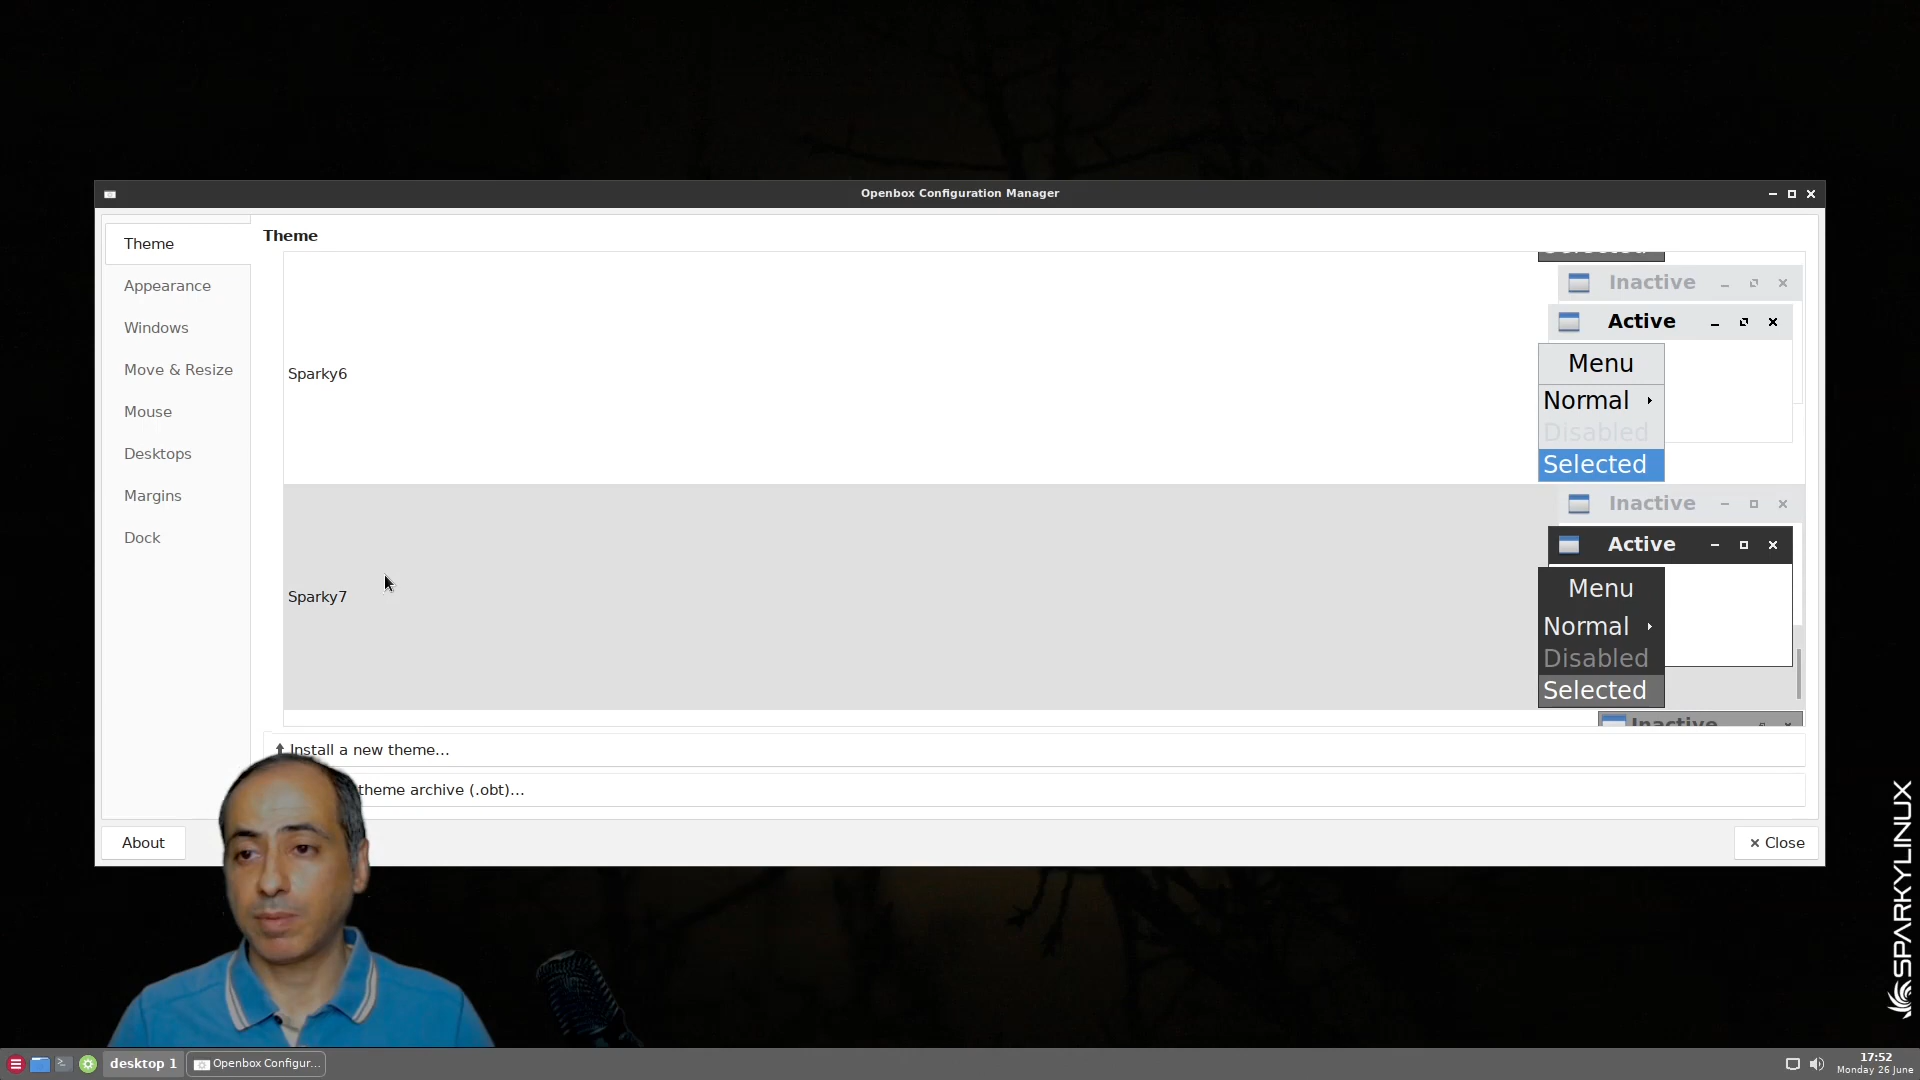 Openbox Configuration Manager
Theme
Appearance
Windows
Move & Resize
Mouse
Desktops
Margins
Dock
Theme
Inactive
Active
Sparky6
Menu
Normal
Disabled
Selected
Inactive
Active
Sparky7
Menu
Normal
Disabled
Selected
Inactive
Install a new theme...
theme archive (.obt)...
About
Close
SPARKYLINUX
desktop 1
Openbox Configur...
17:52
Monday 26 June